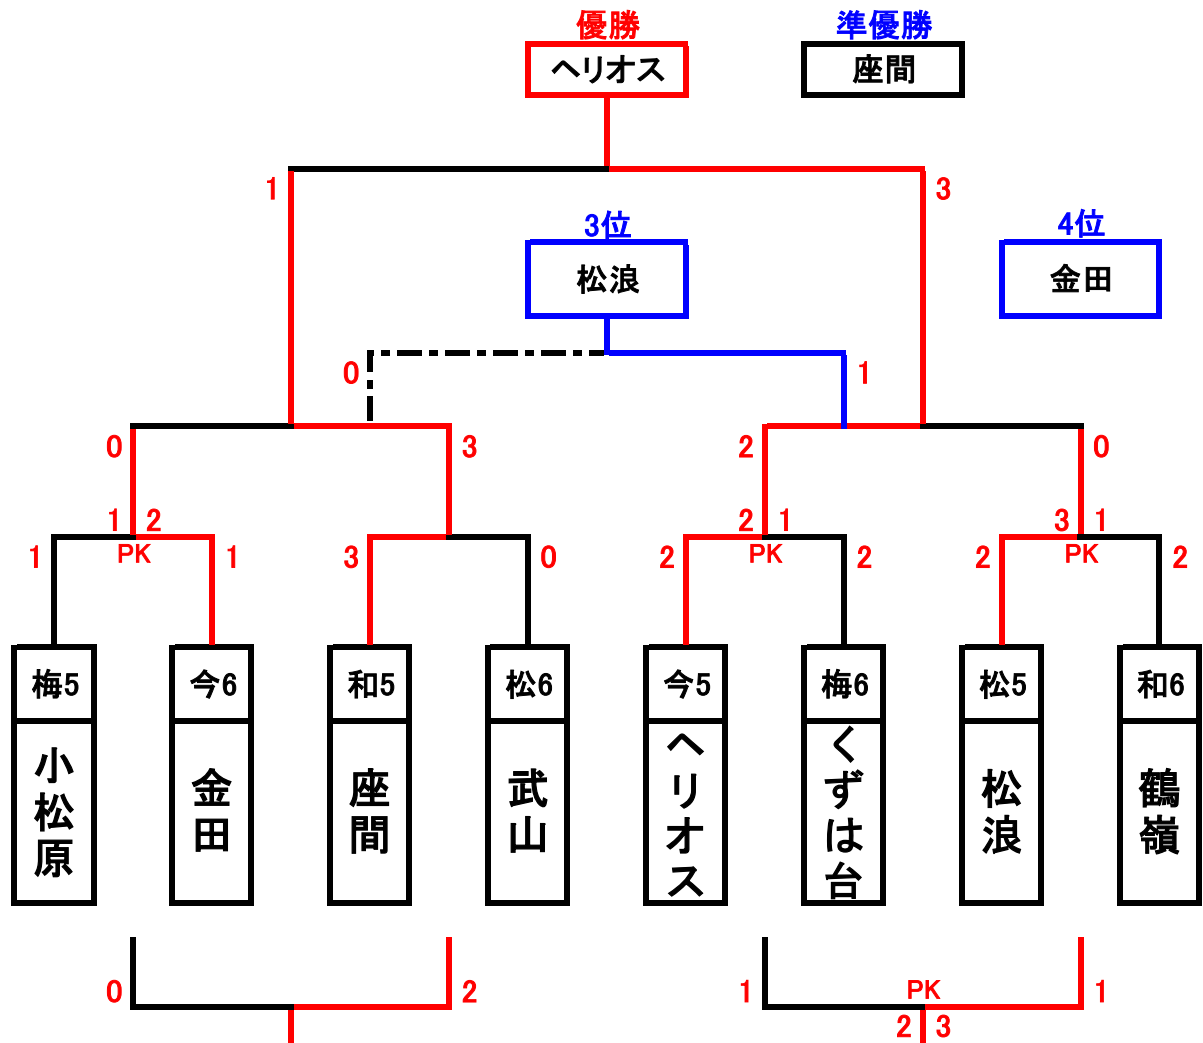 優勝 準優勝
ヘリオス 座間
1 3
3位 4位
松浪 金田
0 1
0 3 2 0
1 2 2 1 3 1
PK PK PK
1 1 3 0 2 2 2 2
梅5 今6 和5 松6 今5 梅6 松5 和6
小松原 金田 座間 武山 ヘリオス くずは台 松浪 鶴嶺
PK
0 2 1 1
2 3